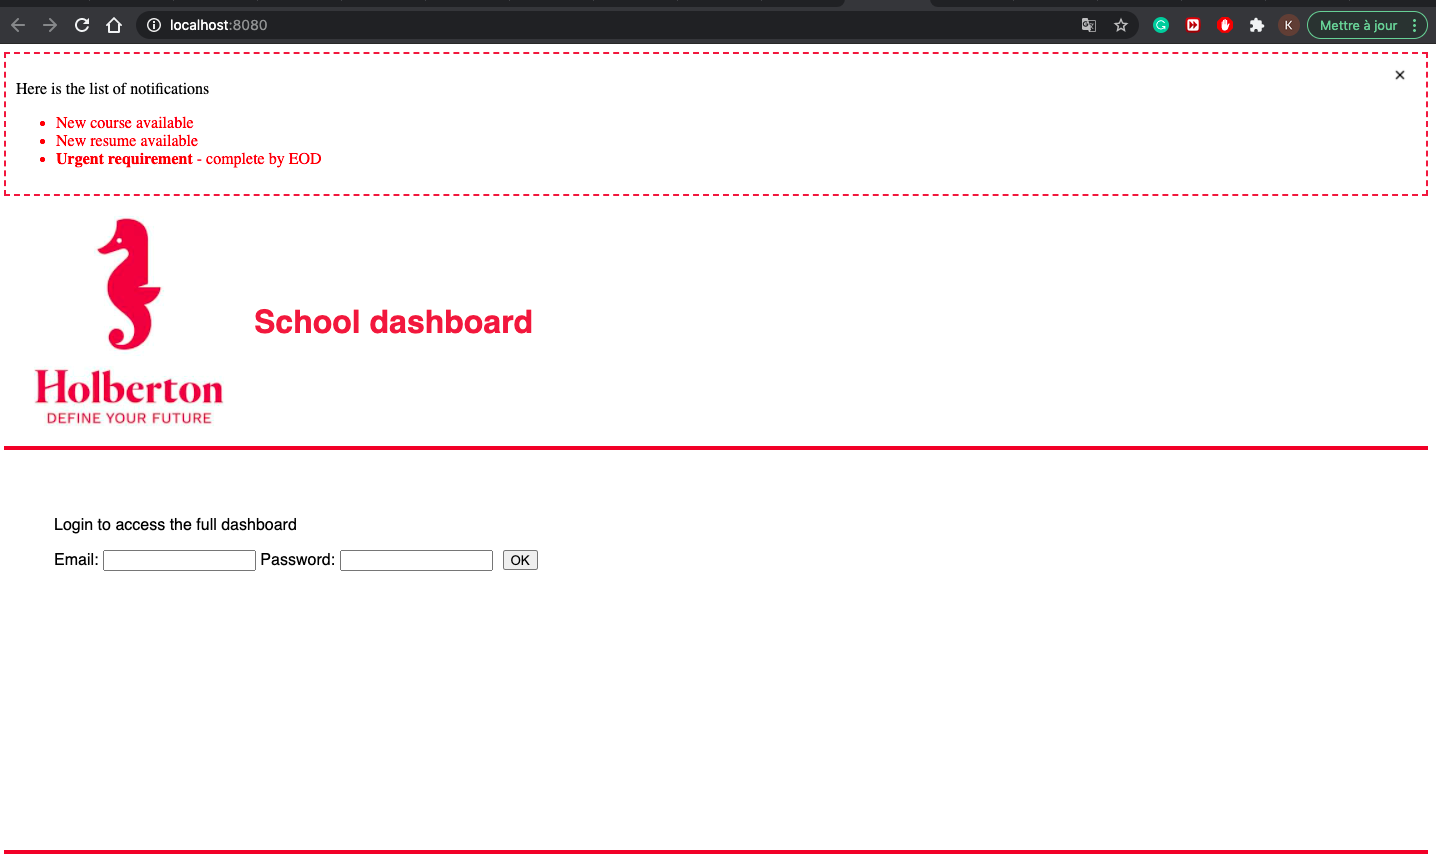 localhost:8080
K
Mettre à jour
Here is the list of notifications
New course available
New resume available
Urgent requirement - complete by EOD
School dashboard
Holberton
DEFINE YOUR FUTURE
Login to access the full dashboard
Email: Password: OK